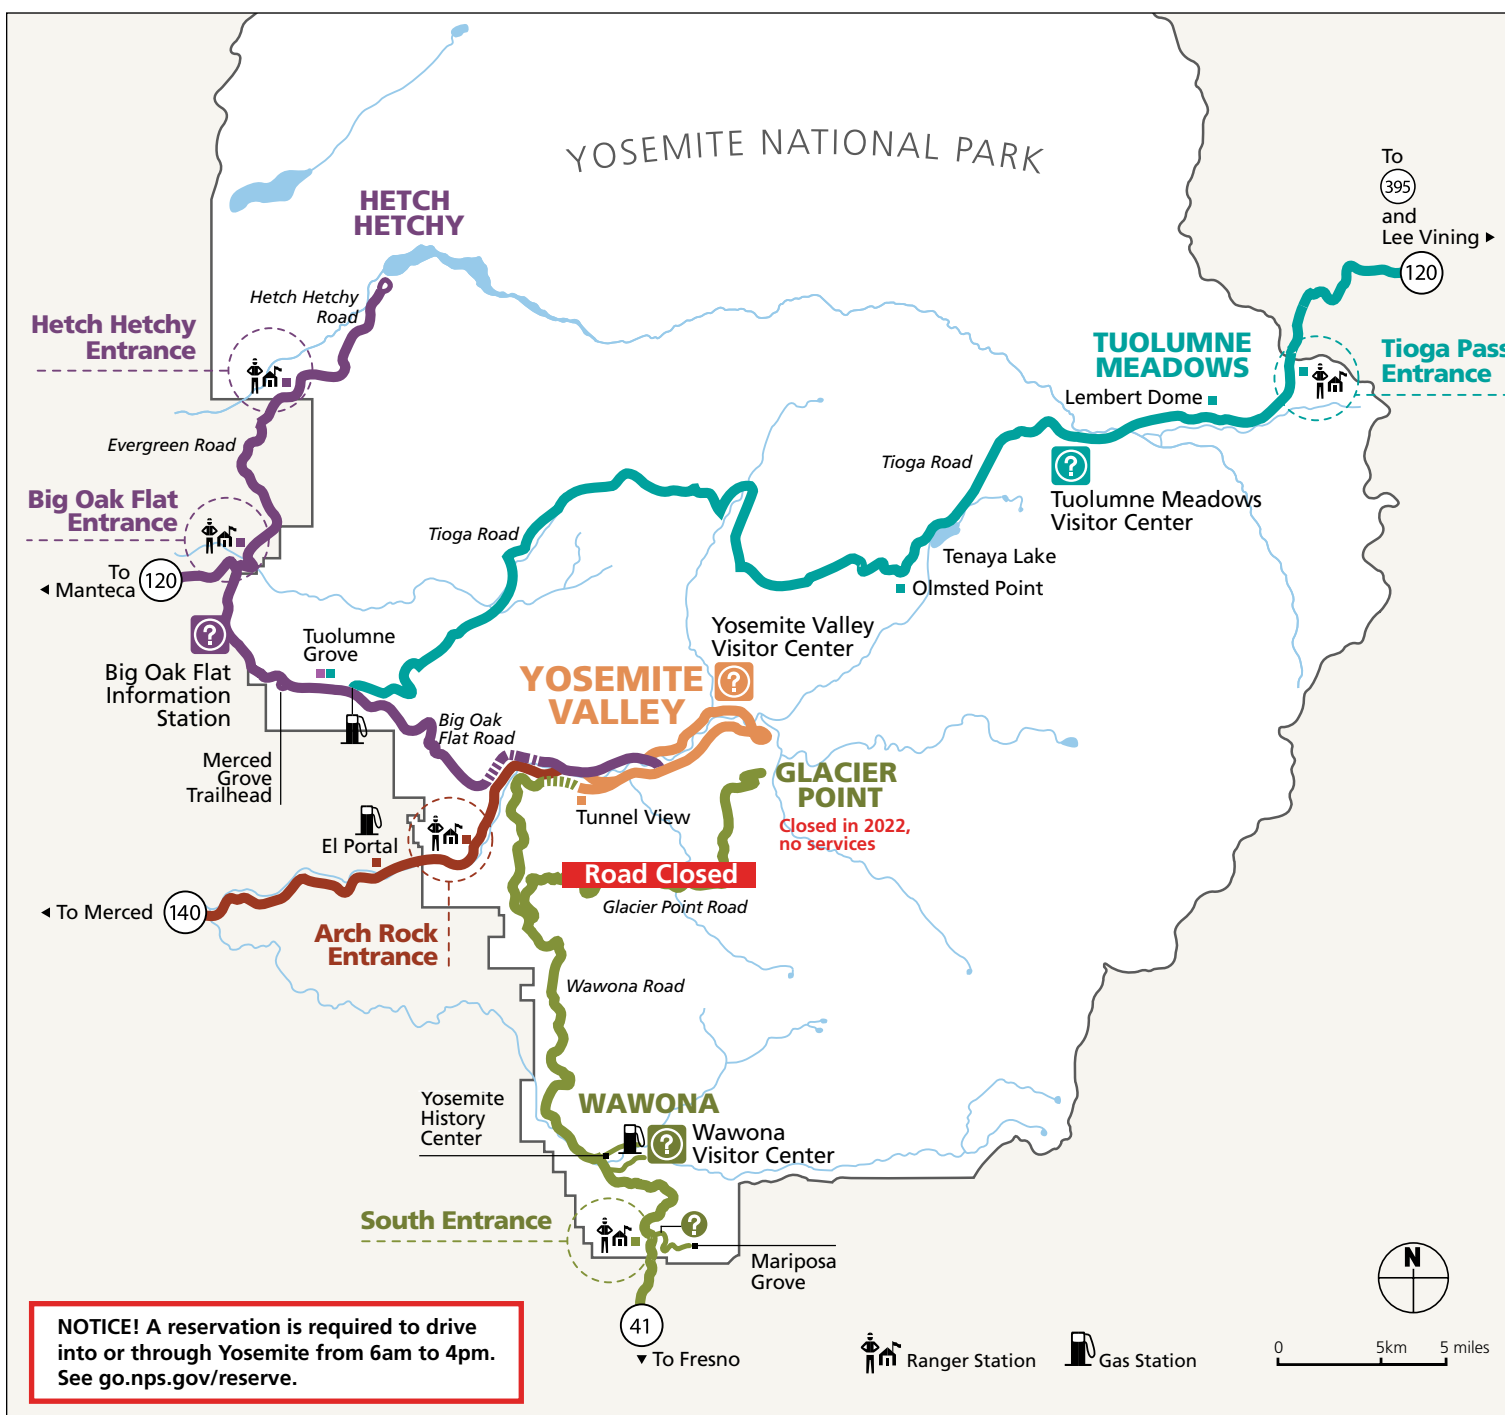 YOSEMITE NATIONAL PARK
To
395
and
Lee Vining ►
120
HETCH
HETCHY
Hetch Hetchy
Road
Hetch Hetchy
Entrance
TUOLUMNE
MEADOWS
Tioga Pass
Entrance
Lembert Dome
Evergreen Road
Tioga Road
Big Oak Flat
Entrance
Tuolumne Meadows
Visitor Center
Tioga Road
Tenaya Lake
To
◄ Manteca
120
Olmsted Point
?
Tuolumne
Grove
Yosemite Valley
Visitor Center
Big Oak Flat
Information
Station
YOSEMITE
VALLEY
?
Big Oak
Flat Road
Merced
Grove
Trailhead
GLACIER
POINT
Closed in 2022,
no services
Tunnel View
El Portal
Road Closed
Glacier Point Road
◄ To Merced
140
Arch Rock
Entrance
Wawona Road
Yosemite
History
Center
WAWONA
?
Wawona
Visitor Center
South Entrance
?
Mariposa
Grove
41
▼ To Fresno
N
NOTICE! A reservation is required to drive
into or through Yosemite from 6am to 4pm.
See go.nps.gov/reserve.
Ranger Station
Gas Station
0
5km
5 miles
?